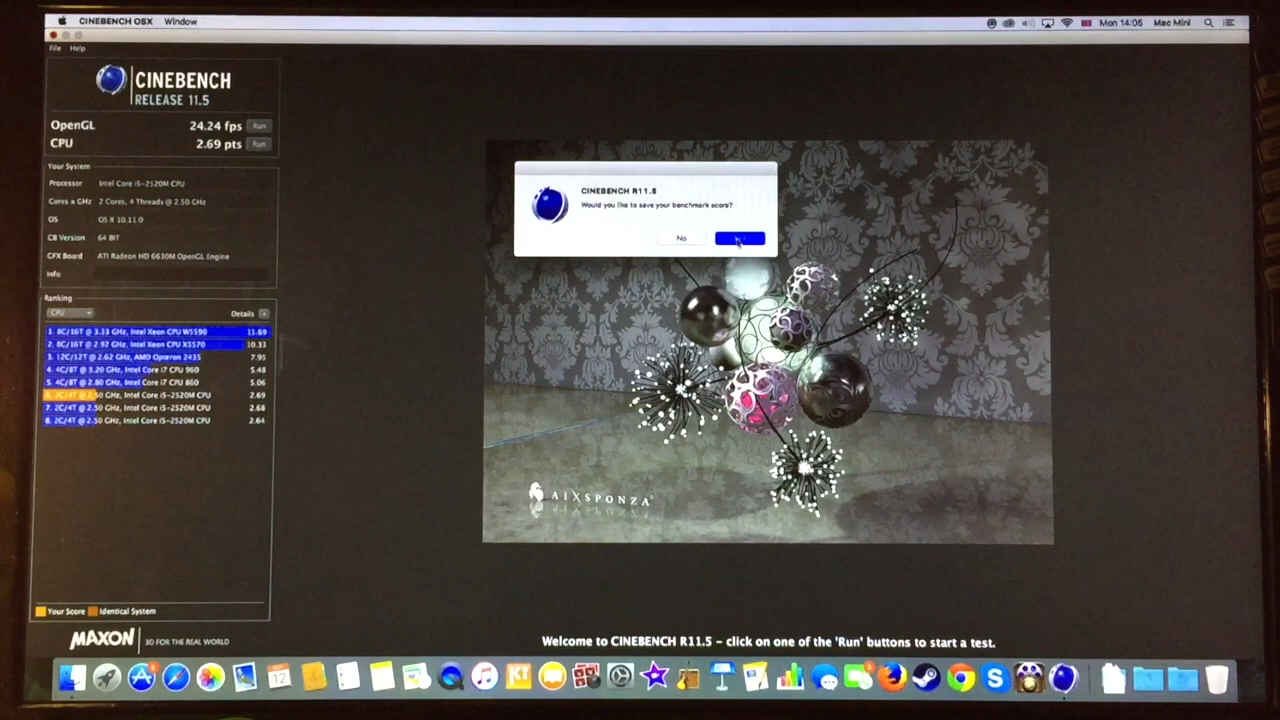 CINEBENCH OSX Window
Mon 14:05 Mac Mini
File Help
CINEBENCH
RELEASE 11.5
OpenGL 24.24 fps Run
CPU 2.69 pts Run
Your System
Processor Intel Core i5-2520M CPU
Cores x GHz 2 Cores, 4 Threads @ 2.50 GHz
OS OS X 10.11.0
CB Version 64 BIT
GFX Board ATI Radeon HD 6630M OpenGL Engine
Info
Ranking
CPU Details
1. 8C/16T @ 3.33 GHz, Intel Xeon CPU W5590 11.69
2. 8C/16T @ 2.92 GHz, Intel Xeon CPU X5570 10.33
3. 12C/12T @ 2.62 GHz, AMD Opteron 2435 7.95
4. 4C/8T @ 3.20 GHz, Intel Core i7 CPU 960 5.48
5. 4C/8T @ 2.80 GHz, Intel Core i7 CPU 860 5.06
6. 2C/4T @ 2.50 GHz, Intel Core i5-2520M CPU 2.69
7. 2C/4T @ 2.50 GHz, Intel Core i5-2520M CPU 2.68
8. 2C/4T @ 2.50 GHz, Intel Core i5-2520M CPU 2.64
Your Score Identical System
MAXON 3D FOR THE REAL WORLD
CINEBENCH R11.5
Would you like to save your benchmark score?
No
AIXSPONZA
Welcome to CINEBENCH R11.5 – click on one of the 'Run' buttons to start a test.
12